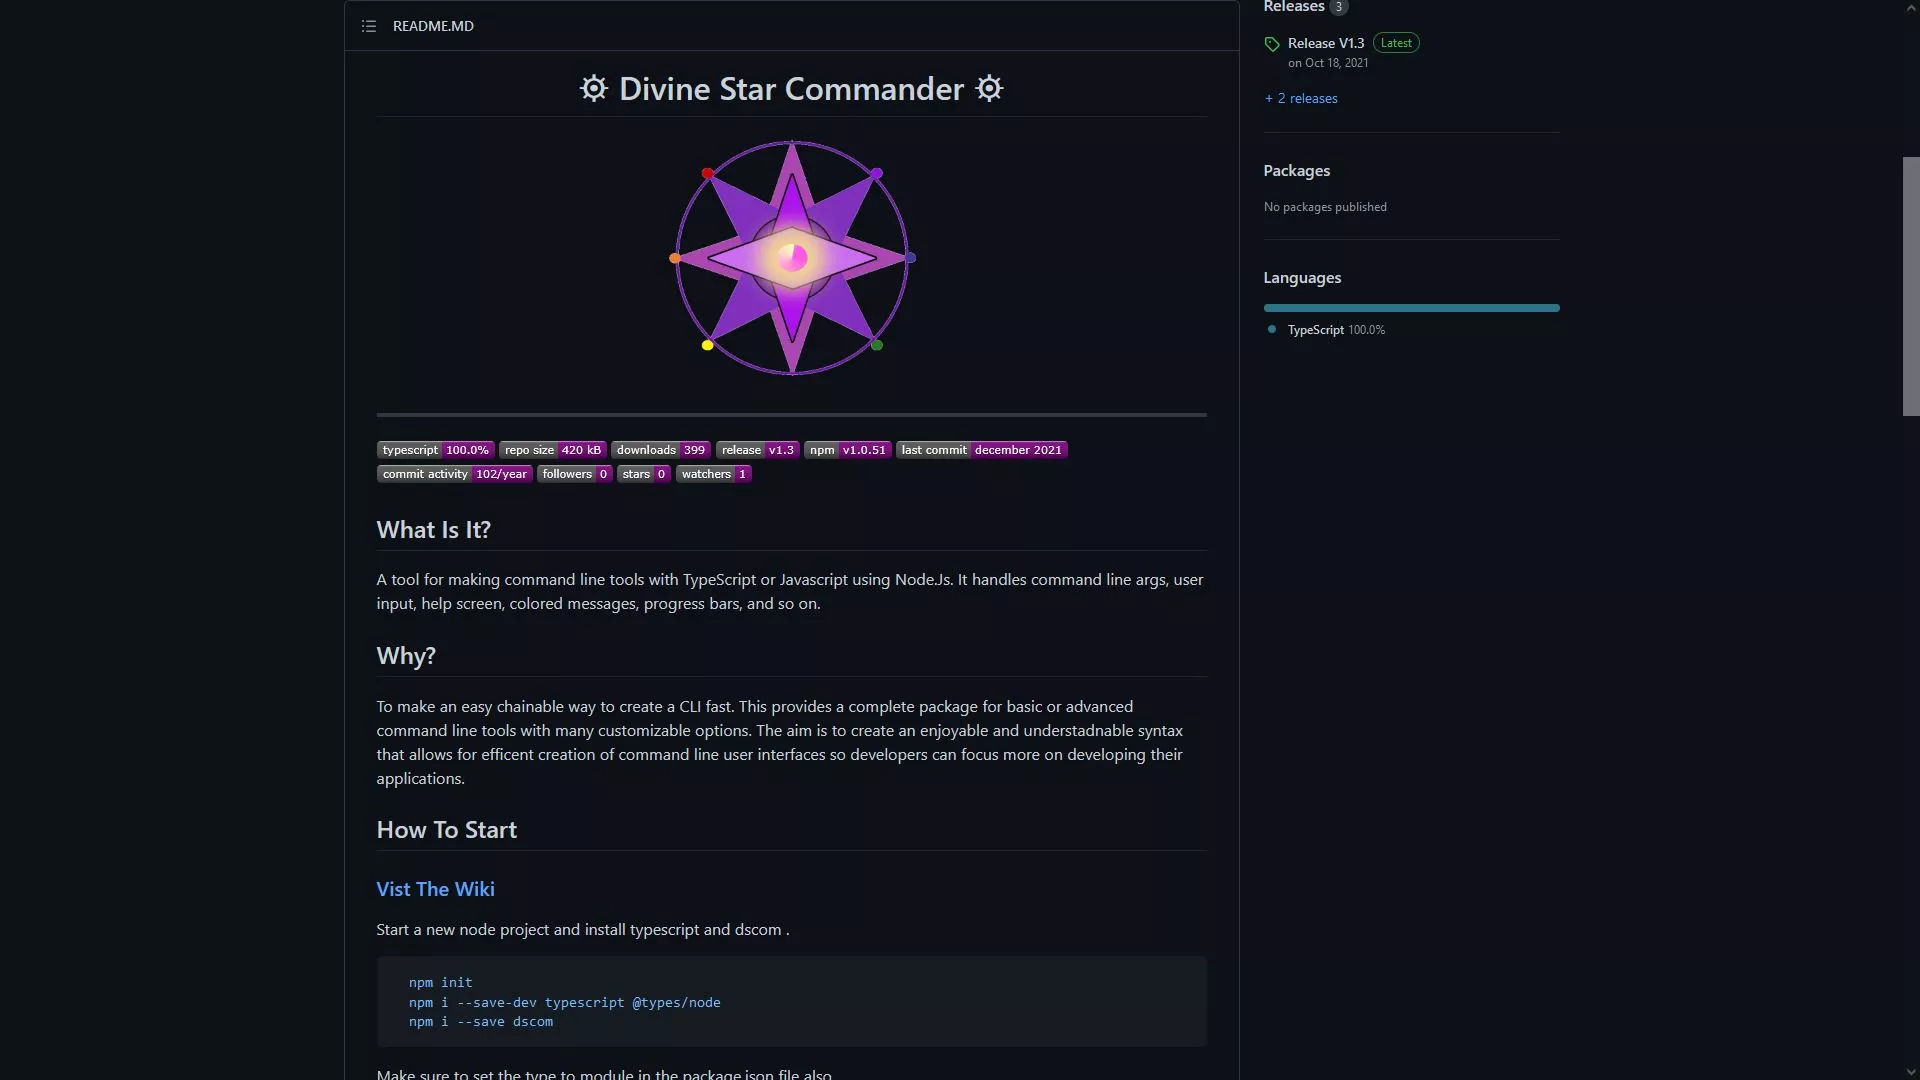 README.MD
Divine Star Commander
typescript 100.0% repo size 420 kB downloads 399 release v1.3 npm v1.0.51 last commit december 2021
commit activity 102/year followers 0 stars 0 watchers 1
What Is It?
A tool for making command line tools with TypeScript or Javascript using Node.Js. It handles command line args, user
input, help screen, colored messages, progress bars, and so on.
Why?
To make an easy chainable way to create a CLI fast. This provides a complete package for basic or advanced
command line tools with many customizable options. The aim is to create an enjoyable and understadnable syntax
that allows for efficent creation of command line user interfaces so developers can focus more on developing their
applications.
How To Start
Vist The Wiki
Start a new node project and install typescript and dscom .
npm init
npm i --save-dev typescript @types/node
npm i --save dscom
Make sure to set the type to module in the package.json file also
Releases 3
Release V1.3 Latest
on Oct 18, 2021
+ 2 releases
Packages
No packages published
Languages
TypeScript 100.0%